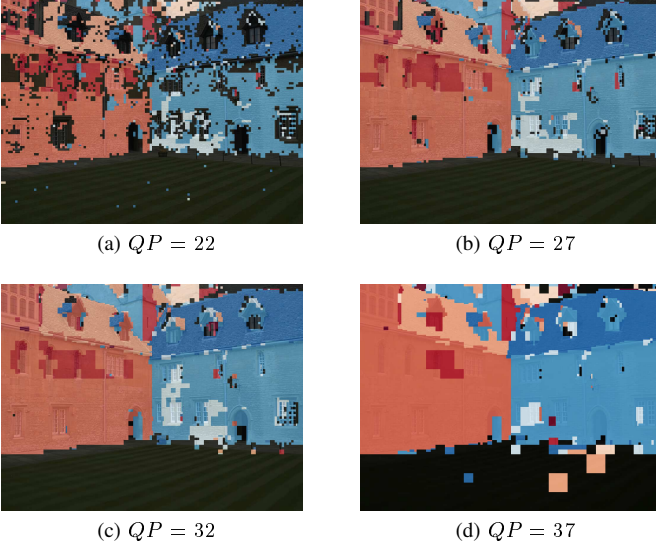 (a) QP = 22
(b) QP = 27
(c) QP = 32
(d) QP = 37